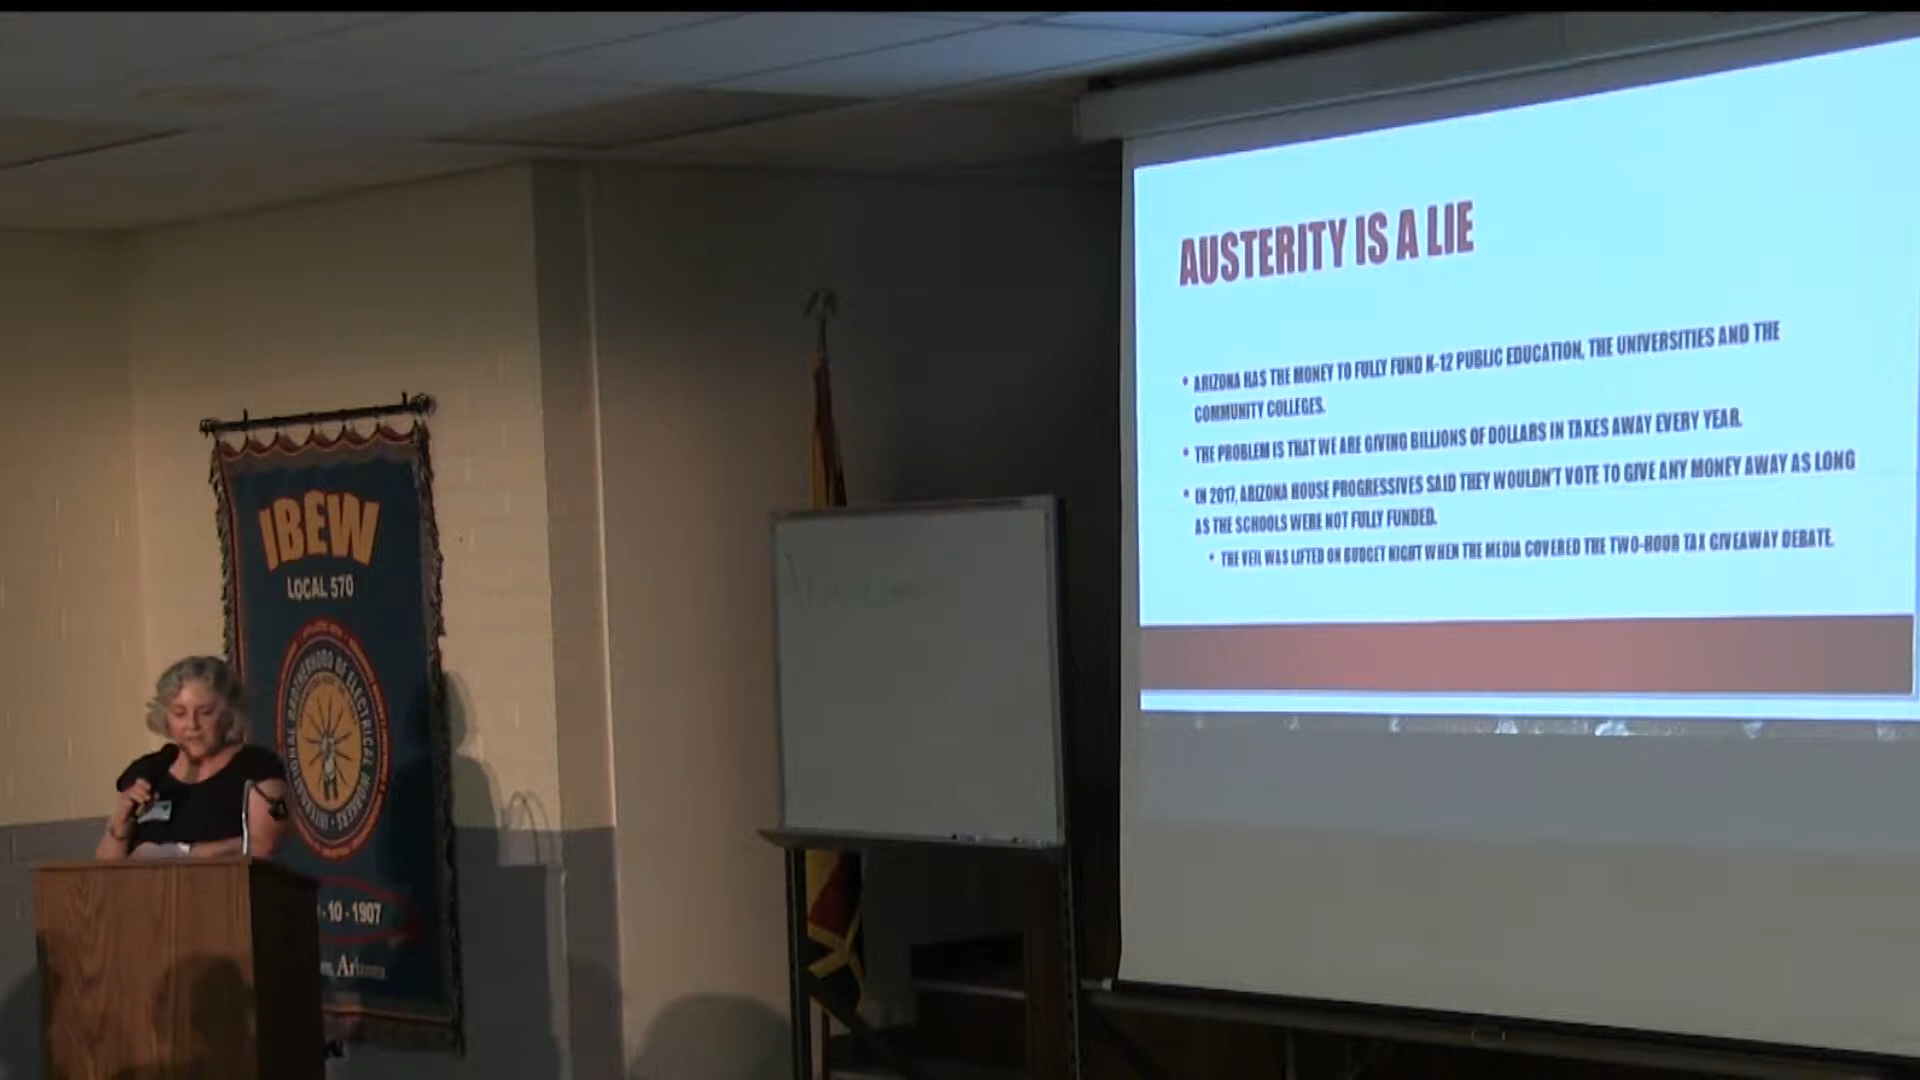 AUSTERITY IS A LIE
• ARIZONA HAS THE MONEY TO FULLY FUND K-12 PUBLIC EDUCATION, THE UNIVERSITIES AND THE
COMMUNITY COLLEGES.
• THE PROBLEM IS THAT WE ARE GIVING BILLIONS OF DOLLARS IN TAXES AWAY EVERY YEAR.
• IN 2017, ARIZONA HOUSE PROGRESSIVES SAID THEY WOULDN'T VOTE TO GIVE ANY MONEY AWAY AS LONG
AS THE SCHOOLS WERE NOT FULLY FUNDED.
• THE VEIL WAS LIFTED ON BUDGET NIGHT WHEN THE MEDIA COVERED THE TWO-HOUR TAX GIVEAWAY DEBATE.
IBEW
LOCAL 570
INTERNATIONAL BROTHERHOOD OF ELECTRICAL WORKERS
-10-1907
Arizona